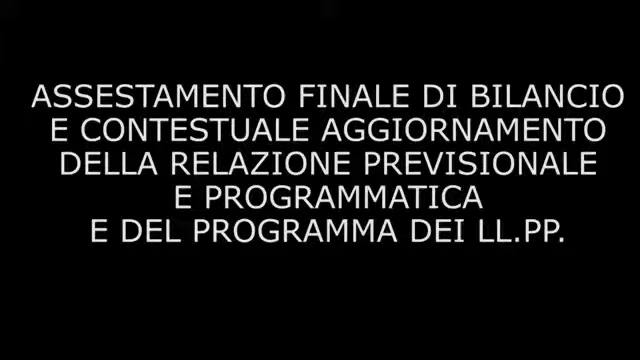 ASSESTAMENTO FINALE DI BILANCIO
E CONTESTUALE AGGIORNAMENTO
DELLA RELAZIONE PREVISIONALE
E PROGRAMMATICA
E DEL PROGRAMMA DEI LL.PP.